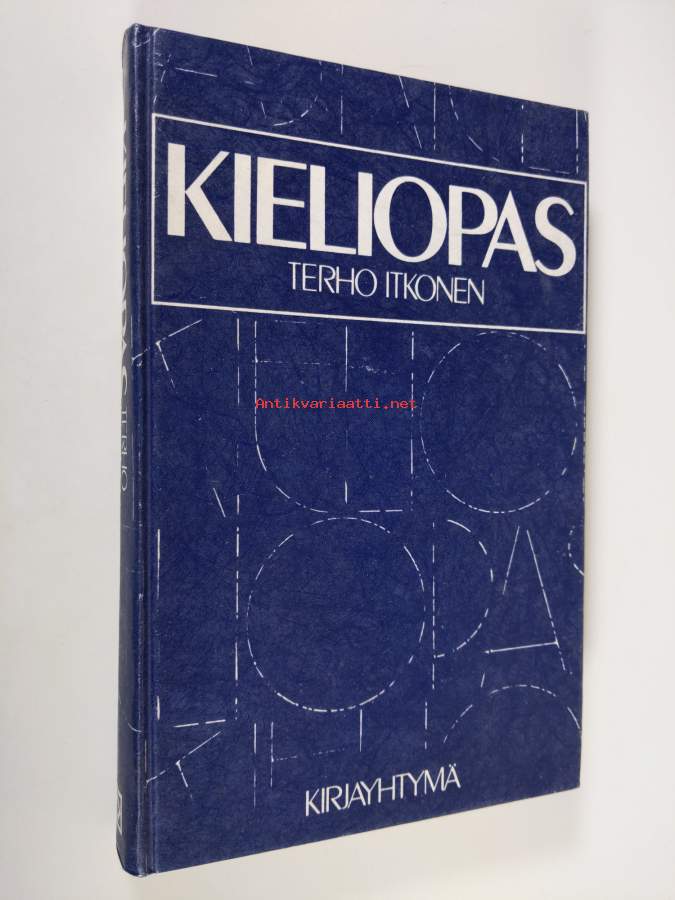 KIELIOPAS
TERHO ITKONEN
Antikvariaatti.net
KIRJAYHTYMÄ